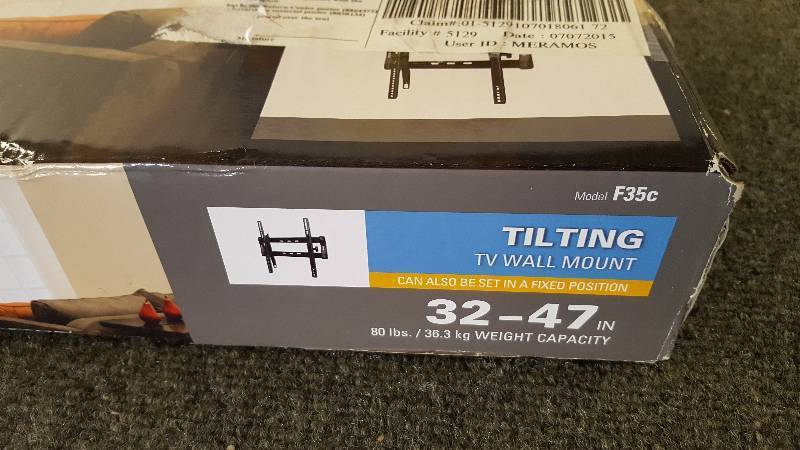 Claim#:01-5129107018061 72
Facility # 5129 Date : 07072015
User ID : MERAMOS
Model F35c
TILTING
TV WALL MOUNT
CAN ALSO BE SET IN A FIXED POSITION
32–47 IN
80 lbs. / 36.3 kg WEIGHT CAPACITY